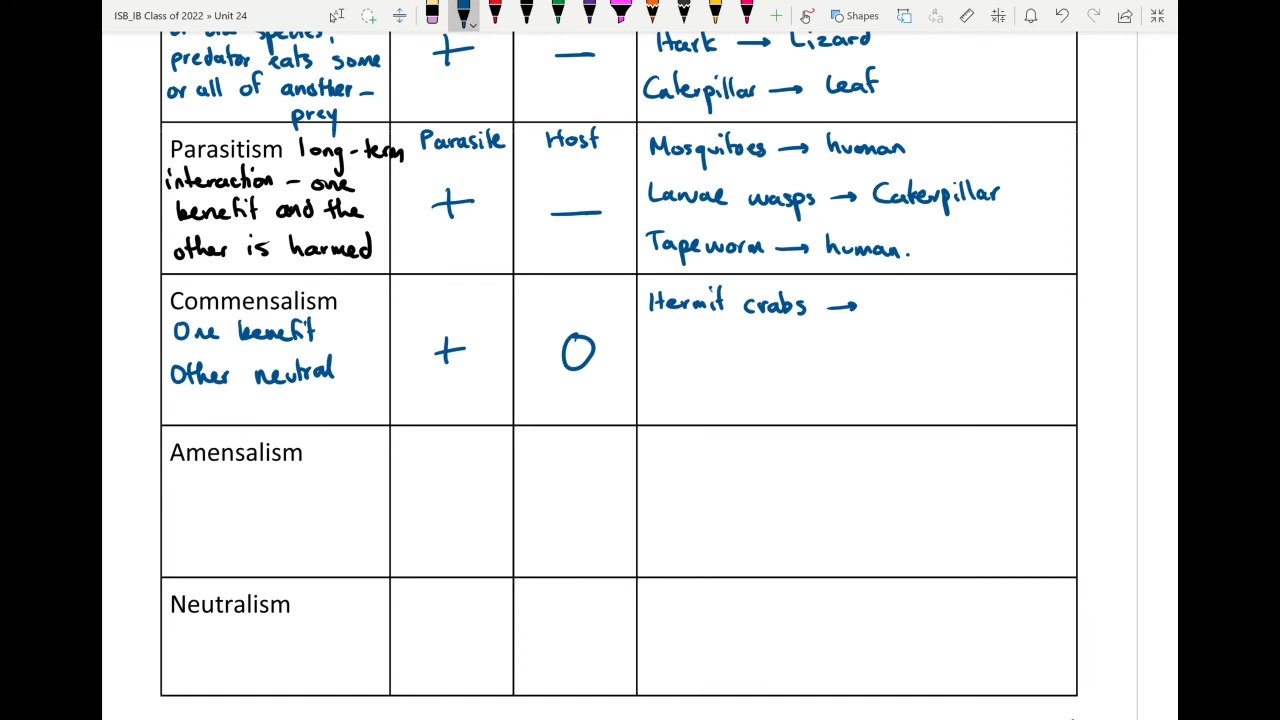 ISB_IB Class of 2022 » Unit 24
Shapes
predator eats some
or all of another -
prey
+
—
Hark → Lizard
Caterpillar → leaf
Parasitism long-term
interaction - one
benefit and the
other is harmed
Parasite
+
Host
—
Mosquitoes → human
Larvae wasps → Caterpillar
Tapeworm → human.
Commensalism
One benefit
Other neutral
+
0
Hermit crabs →
Amensalism
Neutralism